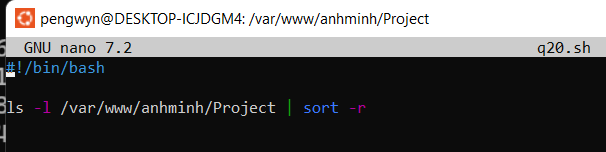 pengwyn@DESKTOP-ICJDGM4: /var/www/anhminh/Project
GNU nano 7.2 q20.sh
#!/bin/bash
ls -l /var/www/anhminh/Project | sort -r